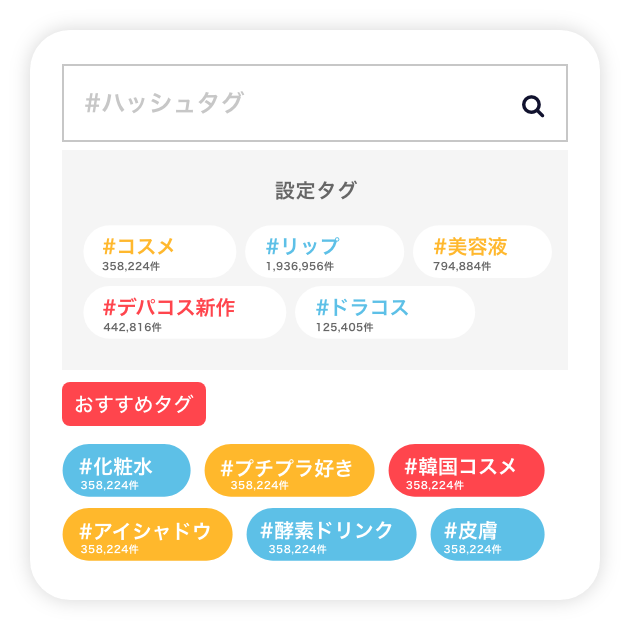 #ハッシュタグ
設定タグ
#コスメ
358,224件
#リップ
1,936,956件
#美容液
794,884件
#デパコス新作
442,816件
#ドラコス
125,405件
おすすめタグ
#化粧水
358,224件
#プチプラ好き
358,224件
#韓国コスメ
358,224件
#アイシャドウ
358,224件
#酵素ドリンク
358,224件
#皮膚
358,224件